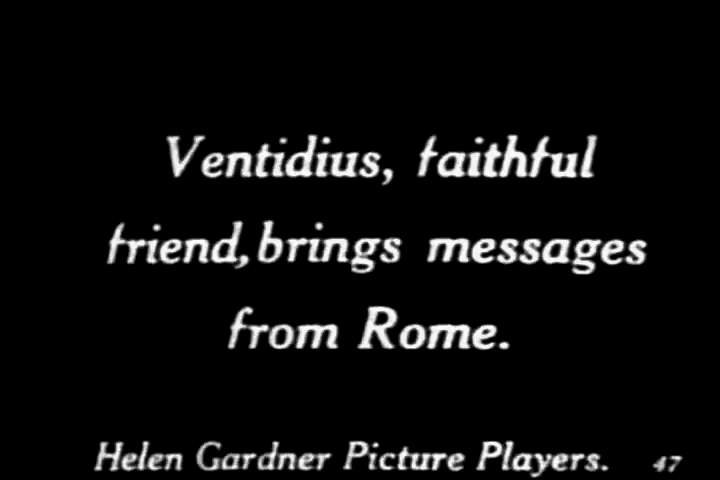 Ventidius, faithful
friend, brings messages
from Rome.
Helen Gardner Picture Players. 47